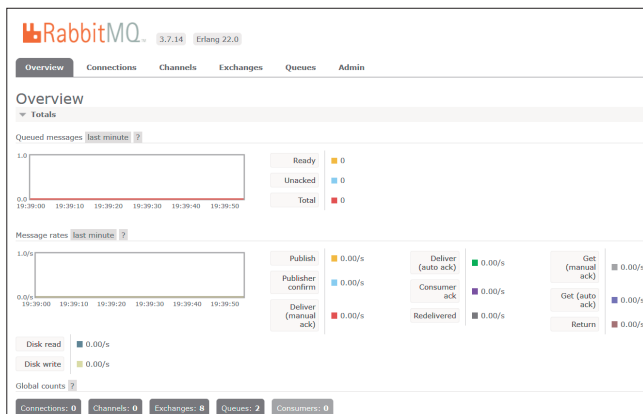 RabbitMQ TM 3.7.14 Erlang 22.0
Overview Connections Channels Exchanges Queues Admin
Overview
Totals
Queued messages last minute ?
1.0
0.0
19:39:00 19:39:10 19:39:20 19:39:30 19:39:40 19:39:50
Ready 0
Unacked 0
Total 0
Message rates last minute ?
1.0/s
0.0/s
19:39:00 19:39:10 19:39:20 19:39:30 19:39:40 19:39:50
Publish 0.00/s
Publisher
confirm 0.00/s
Deliver
(manual
ack) 0.00/s
Deliver
(auto ack) 0.00/s
Consumer
ack 0.00/s
Redelivered 0.00/s
Get
(manual
ack) 0.00/s
Get (auto
ack) 0.00/s
Return 0.00/s
Disk read 0.00/s
Disk write 0.00/s
Global counts ?
Connections: 0 Channels: 0 Exchanges: 8 Queues: 2 Consumers: 0